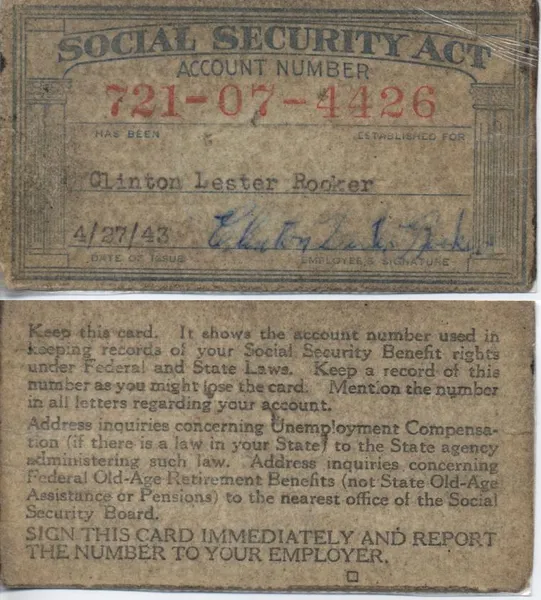 SOCIAL SECURITY ACT
ACCOUNT NUMBER
721-07-4426
HAS BEEN ESTABLISHED FOR
Clinton Lester Rooker
4/27/43 Clinton Lester Rooker
DATE OF ISSUE EMPLOYEE'S SIGNATURE
Keep this card. It shows the account number used in
keeping records of your Social Security Benefit rights
under Federal and State Laws. Keep a record of this
number as you might lose the card. Mention the number
in all letters regarding your account.
Address inquiries concerning Unemployment Compensa-
tion (if there is a law in your State) to the State agency
administering such law. Address inquiries concerning
Federal Old-Age Retirement Benefits (not State Old-Age
Assistance or Pensions) to the nearest office of the Social
Security Board.
SIGN THIS CARD IMMEDIATELY AND REPORT
THE NUMBER TO YOUR EMPLOYER.